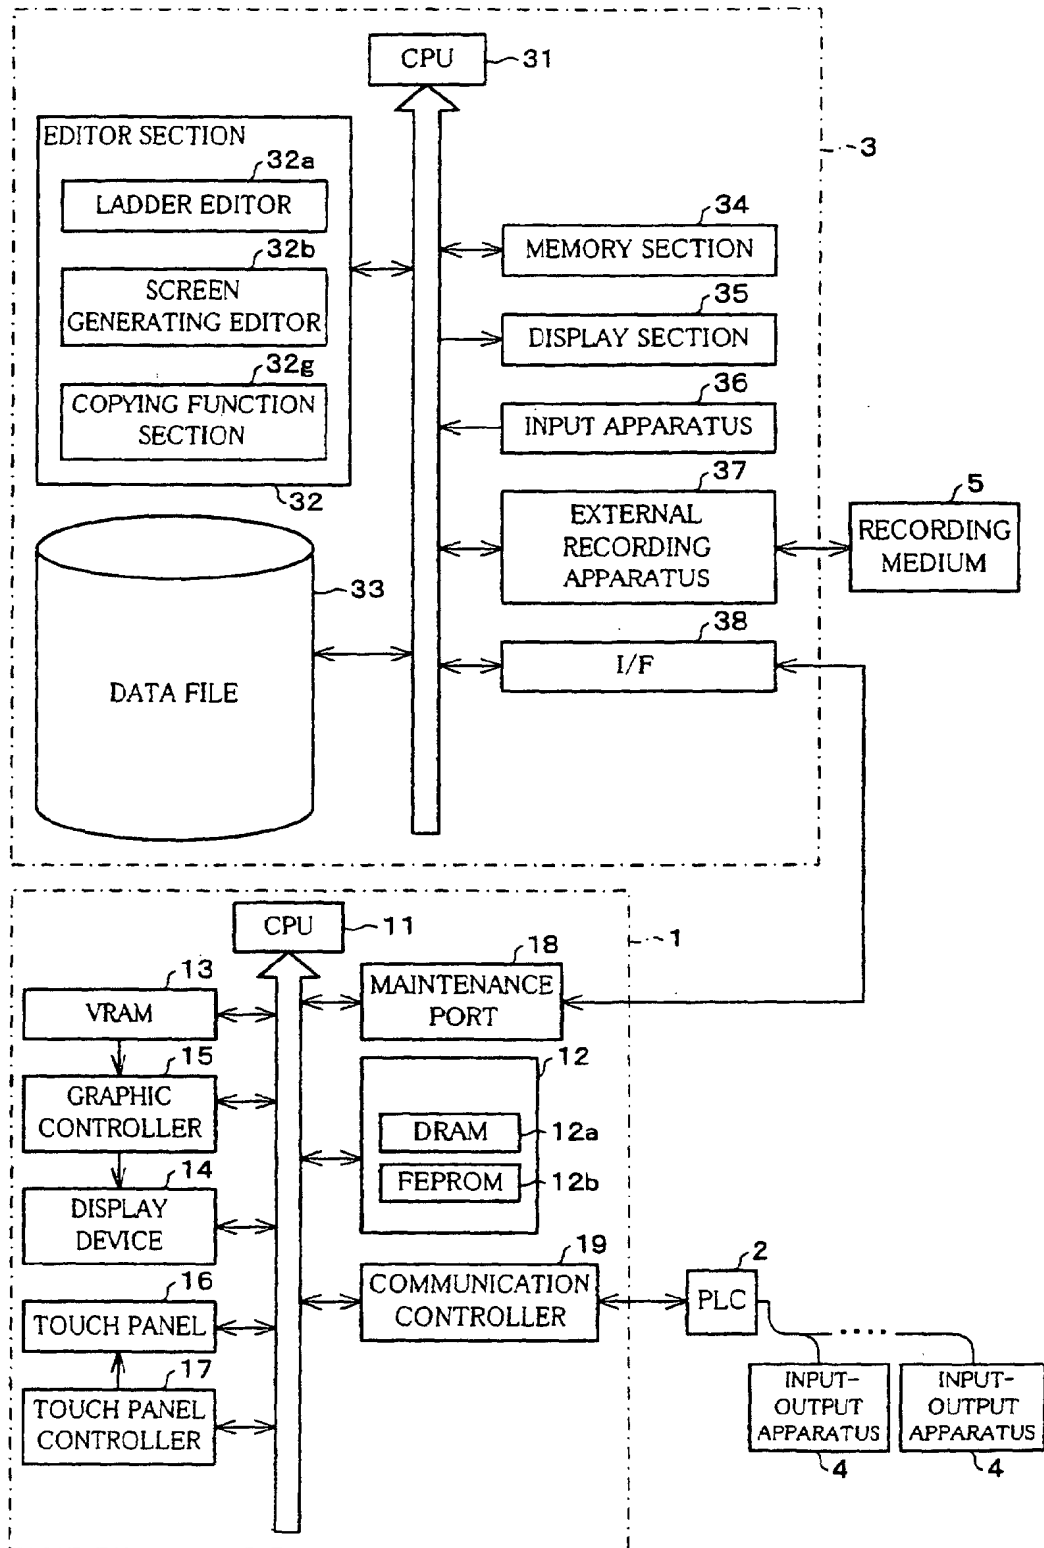 CPU
31
EDITOR SECTION
32a
LADDER EDITOR
32b
SCREEN
GENERATING EDITOR
32g
COPYING FUNCTION
SECTION
32
33
DATA FILE
3
34
MEMORY SECTION
35
DISPLAY SECTION
36
INPUT APPARATUS
37
EXTERNAL
RECORDING
APPARATUS
5
RECORDING
MEDIUM
38
I/F
CPU
11
1
13
VRAM
15
GRAPHIC
CONTROLLER
14
DISPLAY
DEVICE
16
TOUCH PANEL
17
TOUCH PANEL
CONTROLLER
18
MAINTENANCE
PORT
12
DRAM
12a
FEPROM
12b
19
COMMUNICATION
CONTROLLER
2
PLC
INPUT-
OUTPUT
APPARATUS
4
INPUT-
OUTPUT
APPARATUS
4